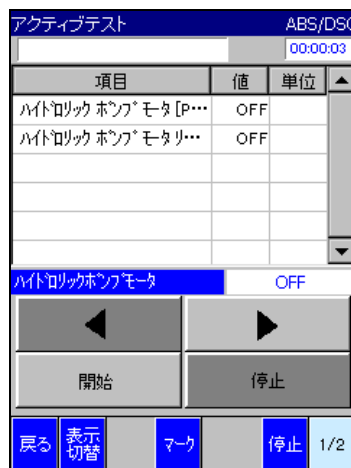 アクティブテスト ABS/DSC
00:00:03
項目 値 単位
ハイドロリック ポンプ モータ [P… OFF
ハイドロリック ポンプ モータ リ… OFF
ハイドロリックポンプモータ OFF
開始 停止
戻る 表示切替 マーク 停止 1/2